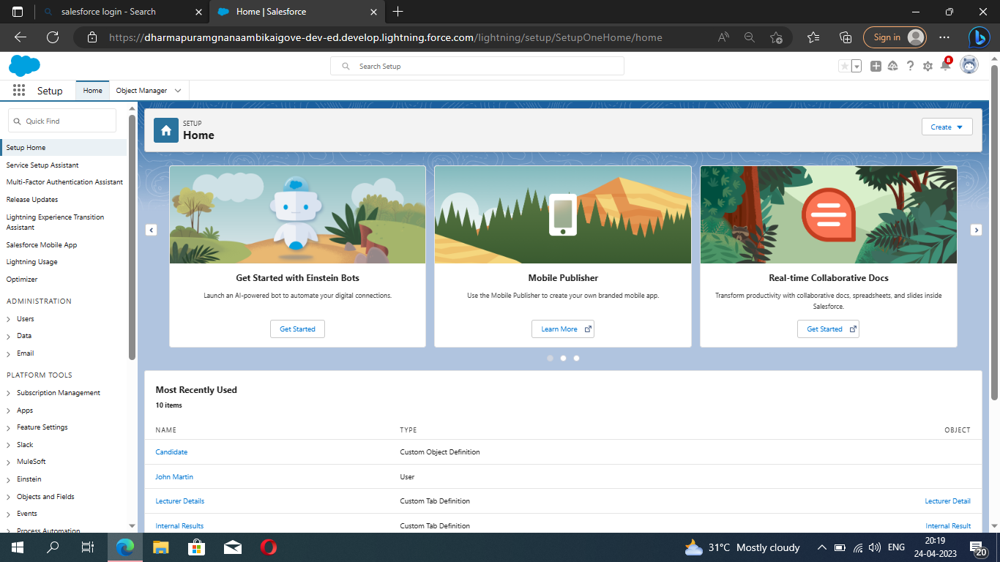 salesforce login - Search
Home | Salesforce
https://dharmapuramgnanaambikaigove-dev-ed.develop.lightning.force.com/lightning/setup/SetupOneHome/home
Sign in
Search Setup
8
Setup
Home
Object Manager
Quick Find
Setup Home
Service Setup Assistant
Multi-Factor Authentication Assistant
Release Updates
Lightning Experience Transition
Assistant
Salesforce Mobile App
Lightning Usage
Optimizer
ADMINISTRATION
Users
Data
Email
PLATFORM TOOLS
Subscription Management
Apps
Feature Settings
Slack
MuleSoft
Einstein
Objects and Fields
Events
Process Automation
SETUP
Home
Create
Get Started with Einstein Bots
Launch an AI-powered bot to automate your digital connections.
Get Started
Mobile Publisher
Use the Mobile Publisher to create your own branded mobile app.
Learn More
Real-time Collaborative Docs
Transform productivity with collaborative docs, spreadsheets, and slides inside
Salesforce.
Get Started
Most Recently Used
10 items
NAME TYPE OBJECT
Candidate Custom Object Definition
John Martin User
Lecturer Details Custom Tab Definition Lecturer Detail
Internal Results Custom Tab Definition Internal Result
31°C Mostly cloudy
ENG
20:19
24-04-2023
20